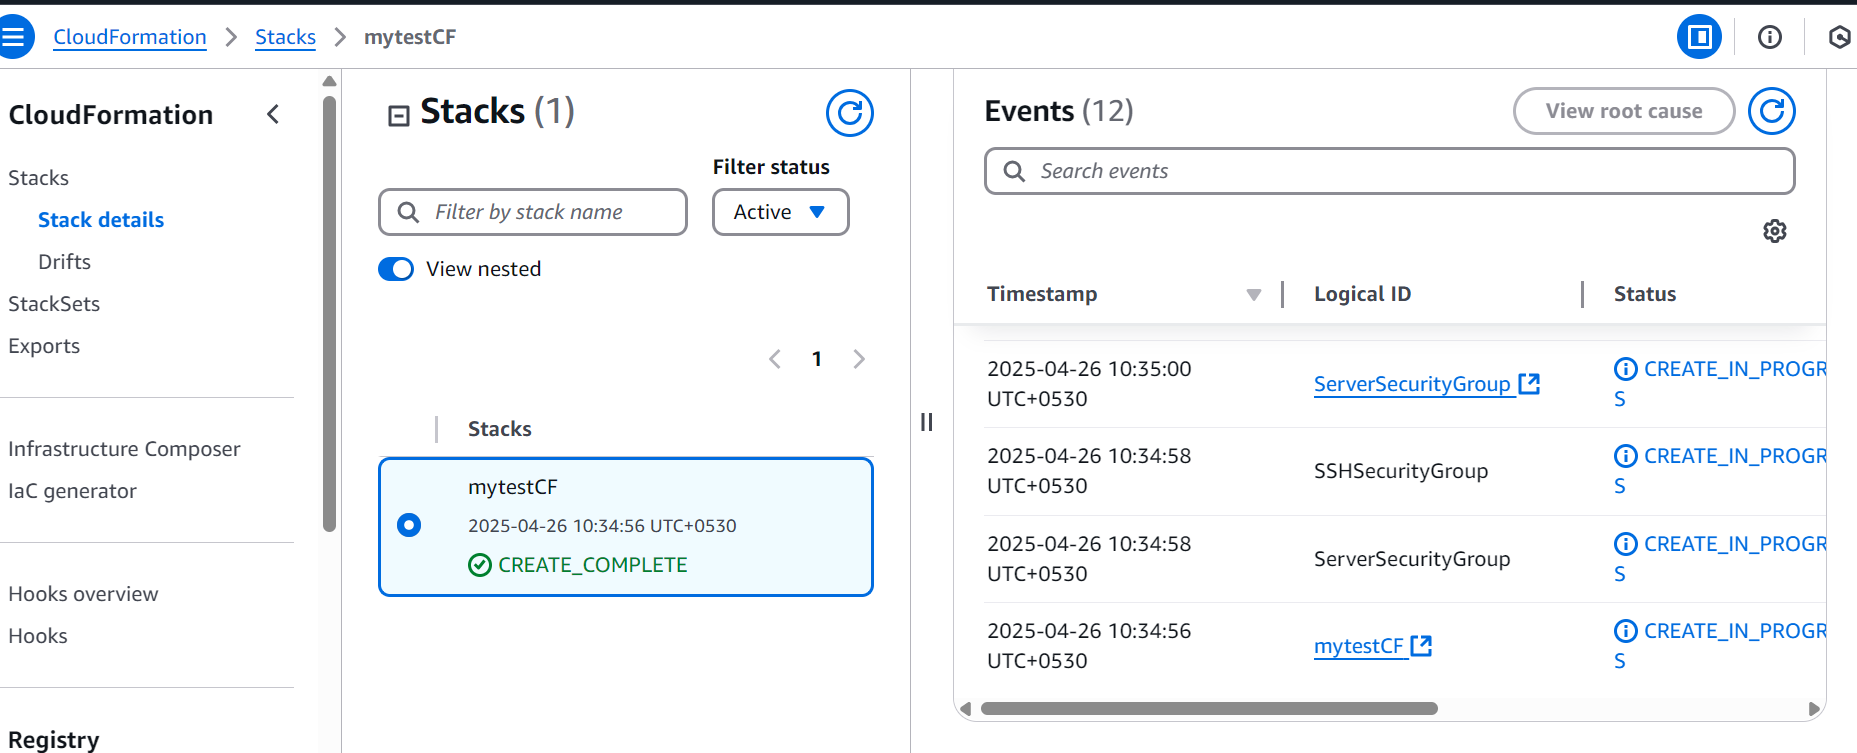 CloudFormation > Stacks > mytestCF
CloudFormation
Stacks
Stack details
Drifts
StackSets
Exports
Infrastructure Composer
IaC generator
Hooks overview
Hooks
Registry
Stacks (1)
Filter status
Filter by stack name
Active
View nested
1
Stacks
mytestCF
2025-04-26 10:34:56 UTC+0530
CREATE_COMPLETE
Events (12)
View root cause
Search events
Timestamp
Logical ID
Status
2025-04-26 10:35:00
UTC+0530
ServerSecurityGroup
CREATE_IN_PROGR
S
2025-04-26 10:34:58
UTC+0530
SSHSecurityGroup
CREATE_IN_PROGR
S
2025-04-26 10:34:58
UTC+0530
ServerSecurityGroup
CREATE_IN_PROGR
S
2025-04-26 10:34:56
UTC+0530
mytestCF
CREATE_IN_PROGR
S